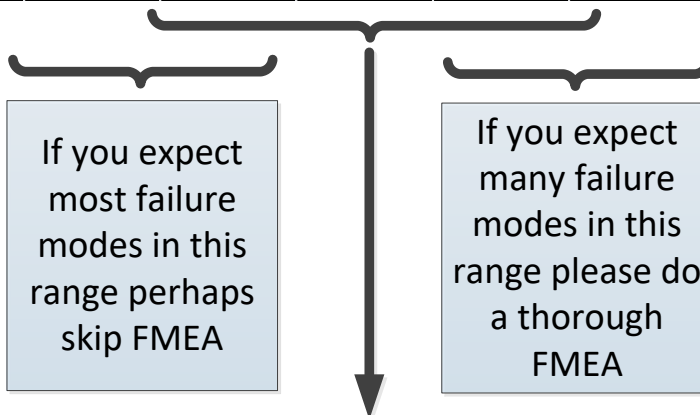 If you expect
most failure
modes in this
range perhaps
skip FMEA
If you expect
many failure
modes in this
range please do
a thorough
FMEA